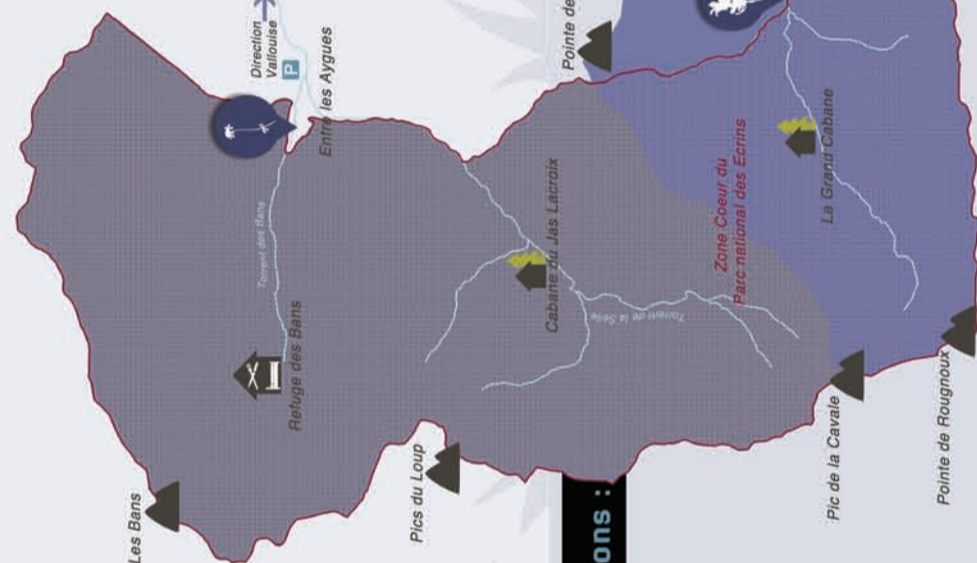 Direction
Vallouise
P
Entre les Aygues
Pointe de
Torrent des Bans
Refuge des Bans
Cabane du Jas Lacroix
Torrent de la Selle
Zone Coeur du
Parc national des Ecrins
La Grand Cabane
Les Bans
Pics du Loup
ons :
Pic de la Cavale
Pointe de Rougnoux